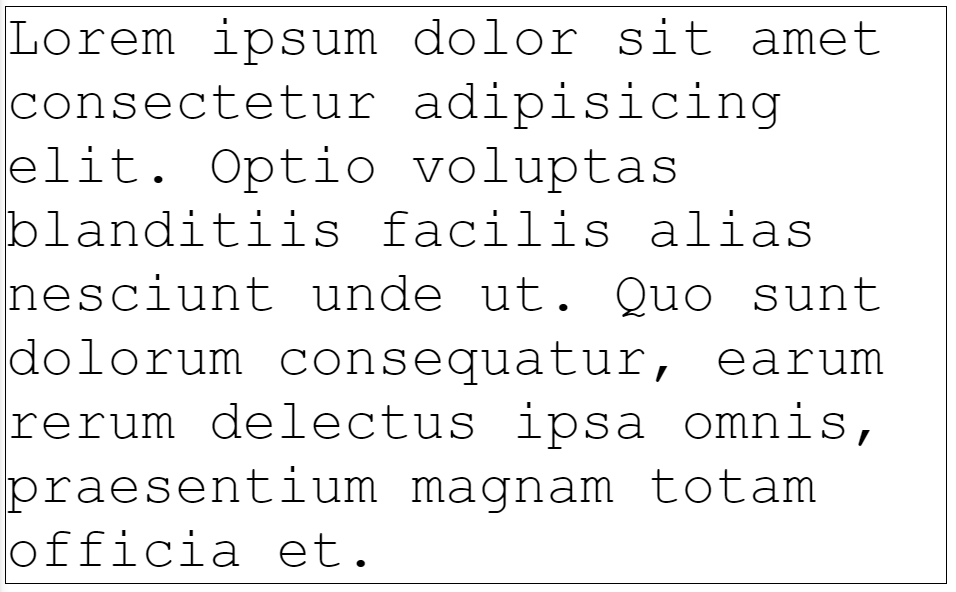 Lorem ipsum dolor sit amet
consectetur adipisicing
elit. Optio voluptas
blanditiis facilis alias
nesciunt unde ut. Quo sunt
dolorum consequatur, earum
rerum delectus ipsa omnis,
praesentium magnam totam
officia et.